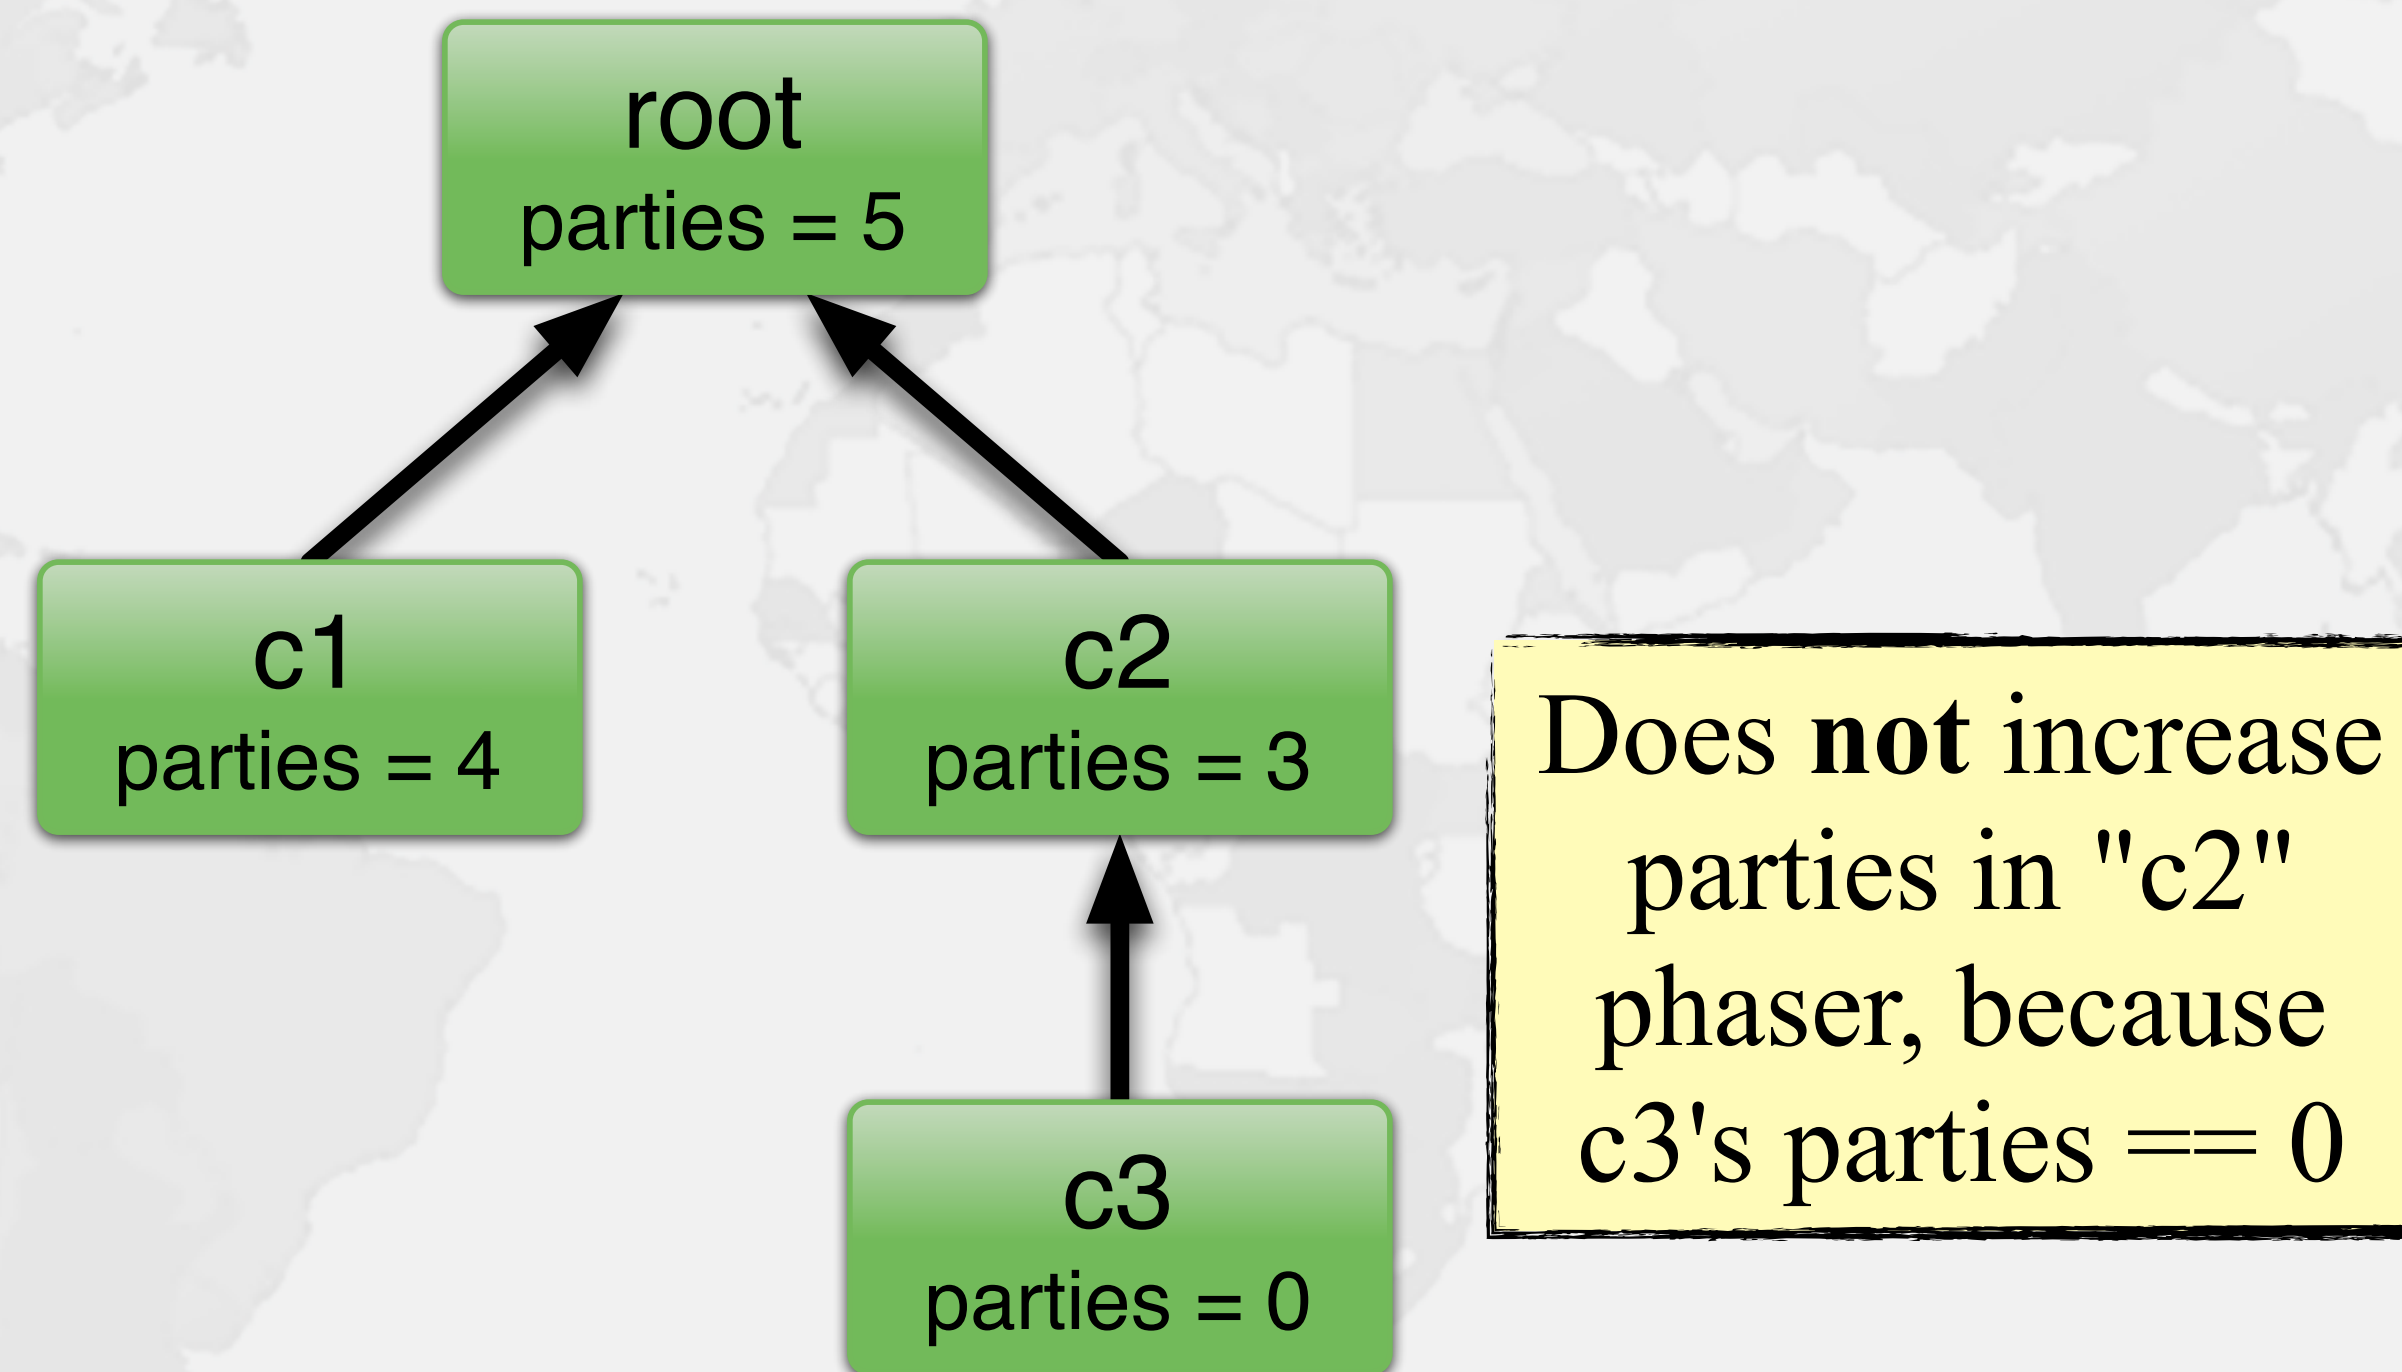 root
parties = 5
c1
parties = 4
c2
parties = 3
Does not increase
parties in "c2"
phaser, because
c3's parties == 0
c3
parties = 0